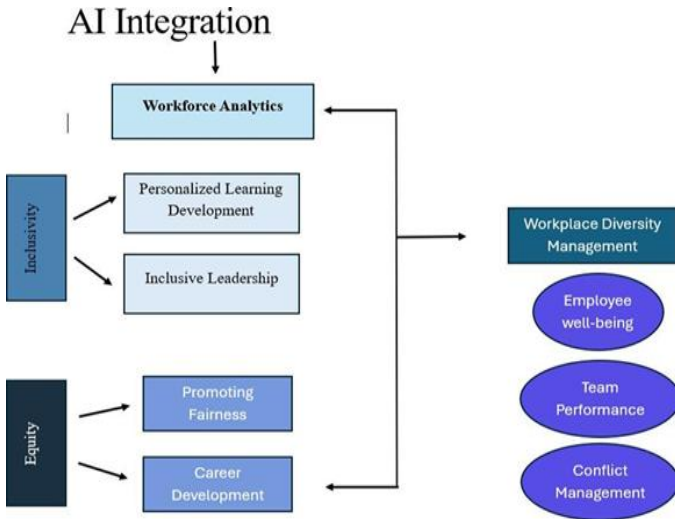 AI Integration
Workforce Analytics
Inclusivity
Personalized Learning
Development
Inclusive Leadership
Equity
Promoting
Fairness
Career
Development
Workplace Diversity
Management
Employee
well-being
Team
Performance
Conflict
Management